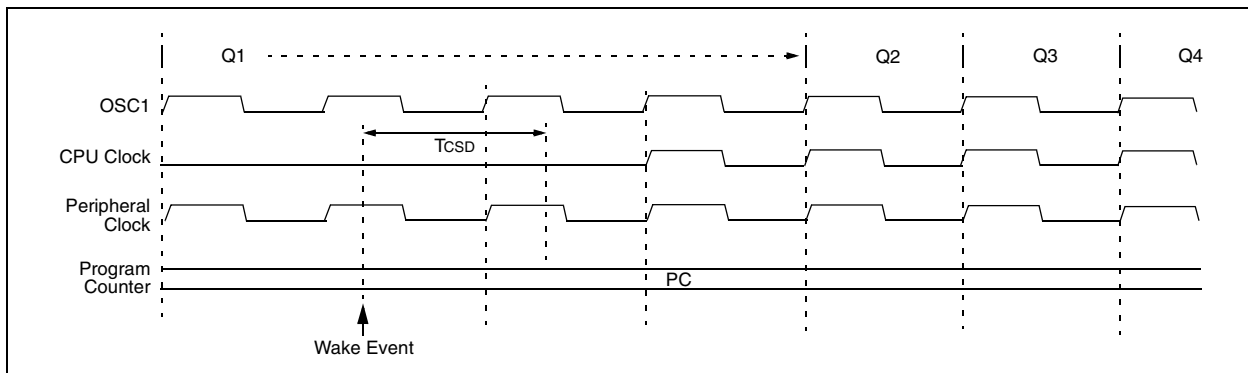 Q1
Q2
Q3
Q4
OSC1
TCSD
CPU Clock
Peripheral
Clock
Program
Counter
PC
Wake Event